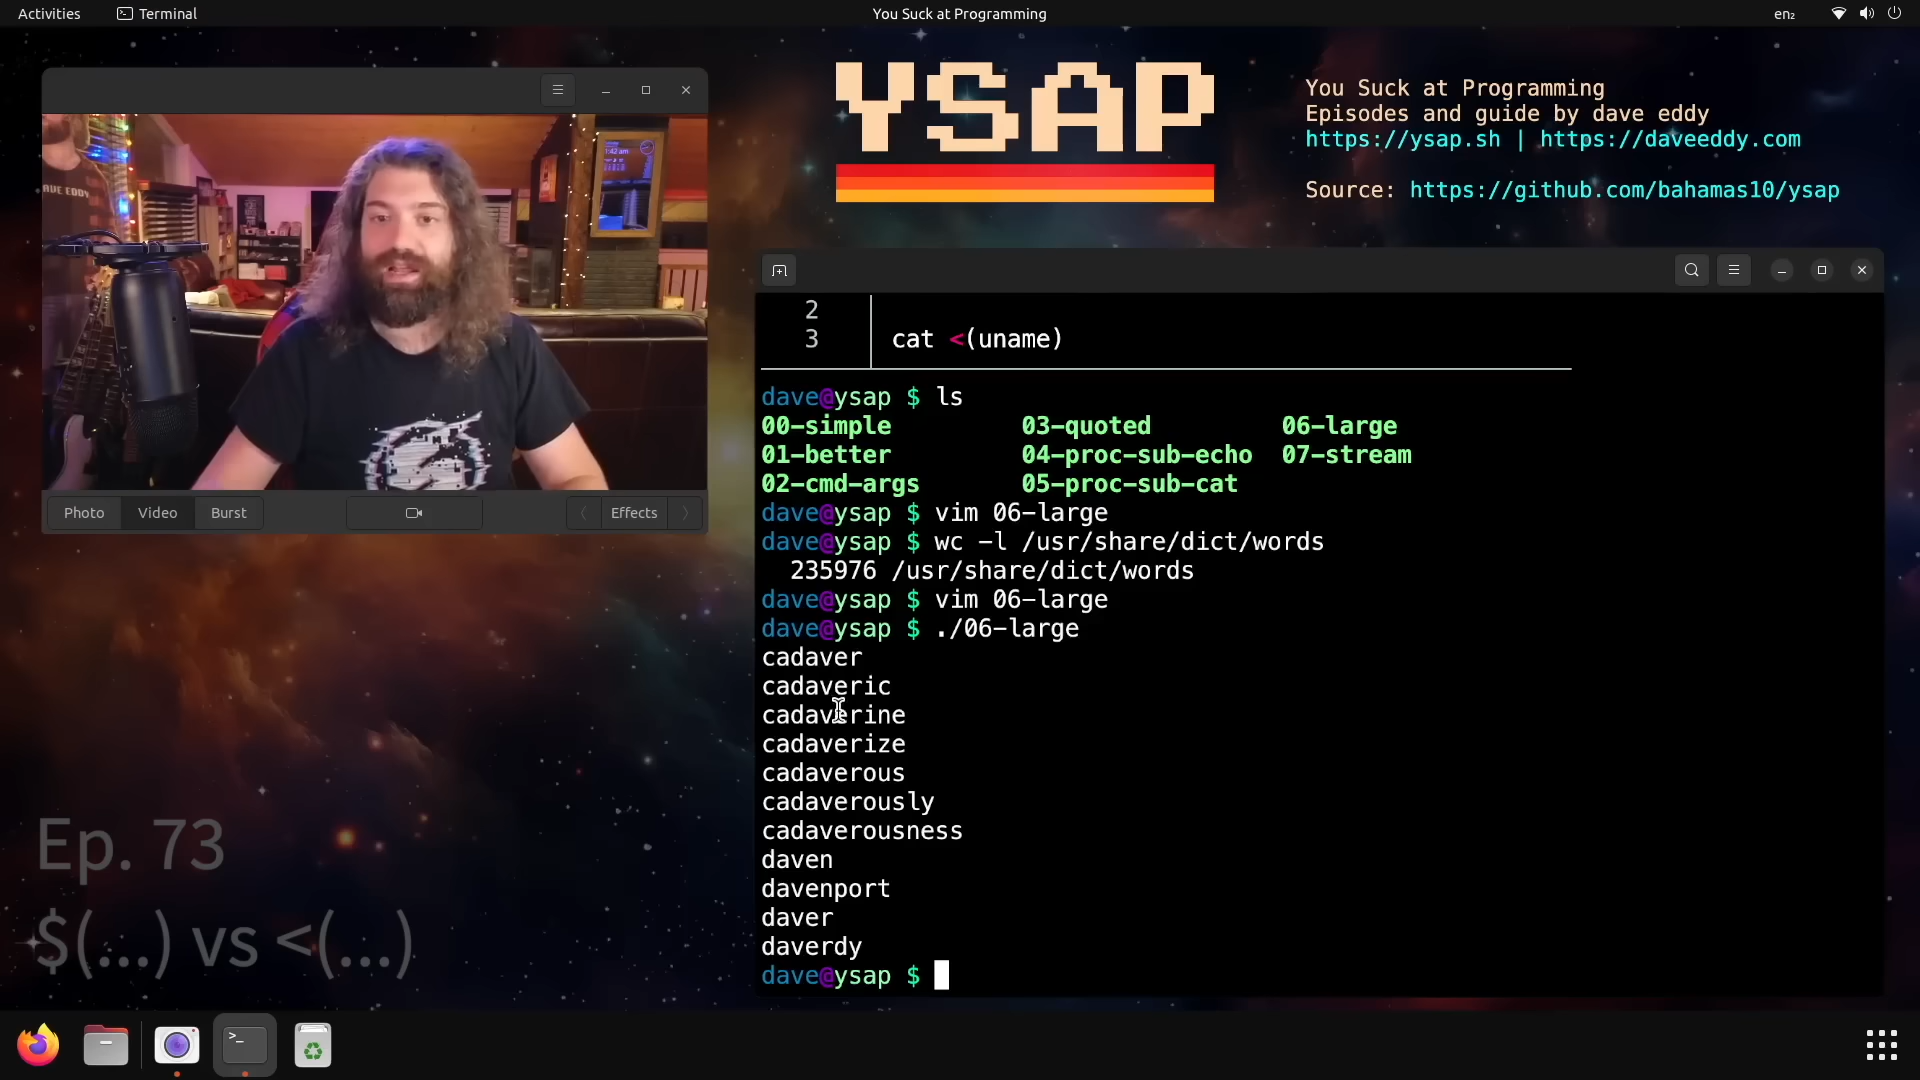 Activities
Terminal
You Suck at Programming
en₂
YSAP
You Suck at Programming
Episodes and guide by dave eddy
https://ysap.sh | https://daveeddy.com
Source: https://github.com/bahamas10/ysap
AVE EDDY
Photo
Video
Burst
Effects
2
3 cat <(uname)
dave@ysap $ ls
00-simple 03-quoted 06-large
01-better 04-proc-sub-echo 07-stream
02-cmd-args 05-proc-sub-cat
dave@ysap $ vim 06-large
dave@ysap $ wc -l /usr/share/dict/words
235976 /usr/share/dict/words
dave@ysap $ vim 06-large
dave@ysap $ ./06-large
cadaver
cadaveric
cadaverine
cadaverize
cadaverous
cadaverously
cadaverousness
daven
davenport
daver
daverdy
dave@ysap $
Ep. 73
$(...) vs <(...)